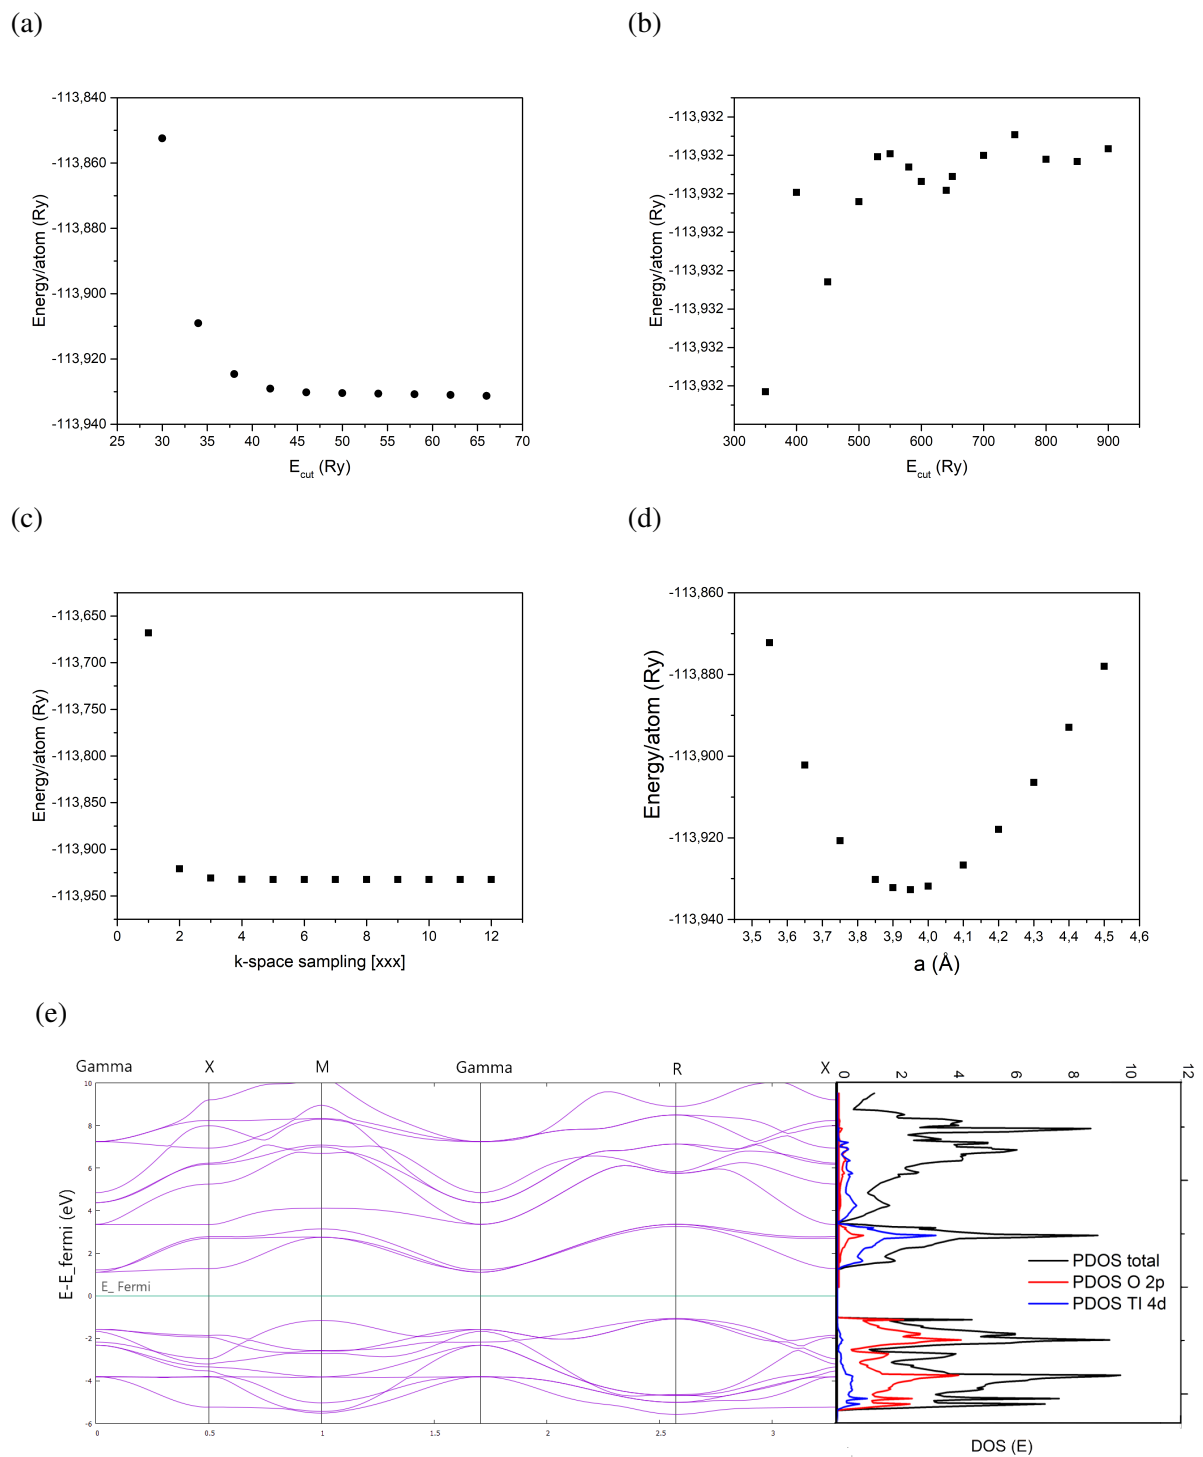 (a)
-113,840
-113,860
-113,880
-113,900
-113,920
-113,940
Energy/atom (Ry)
25 30 35 40 45 50 55 60 65 70
E_cut (Ry)
(b)
-113,932
-113,932
-113,932
-113,932
-113,932
-113,932
-113,932
-113,932
Energy/atom (Ry)
300 400 500 600 700 800 900
E_cut (Ry)
(c)
-113,650
-113,700
-113,750
-113,800
-113,850
-113,900
-113,950
Energy/atom (Ry)
0 2 4 6 8 10 12
k-space sampling [xxx]
(d)
-113,860
-113,880
-113,900
-113,920
-113,940
Energy/atom (Ry)
3,5 3,6 3,7 3,8 3,9 4,0 4,1 4,2 4,3 4,4 4,5 4,6
a (Å)
(e)
Gamma X M Gamma R X
10
8
6
4
2
0
-2
-4
-6
E-E_fermi (eV)
E_ Fermi
0 0.5 1 1.5 2 2.5 3
0 2 4 6 8 10 12
PDOS total
PDOS O 2p
PDOS TI 4d
DOS (E)